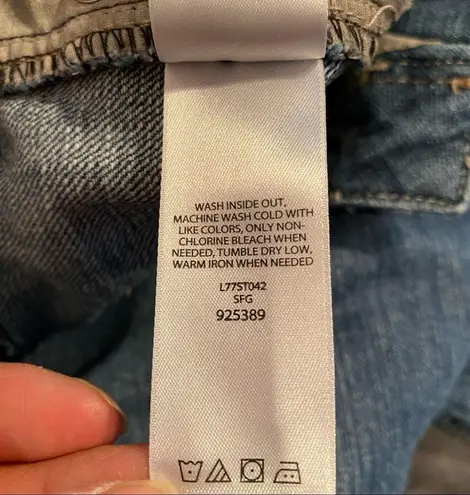 WASH INSIDE OUT,
MACHINE WASH COLD WITH
LIKE COLORS, ONLY NON-
CHLORINE BLEACH WHEN
NEEDED, TUMBLE DRY LOW,
WARM IRON WHEN NEEDED
L77ST042
SFG
925389